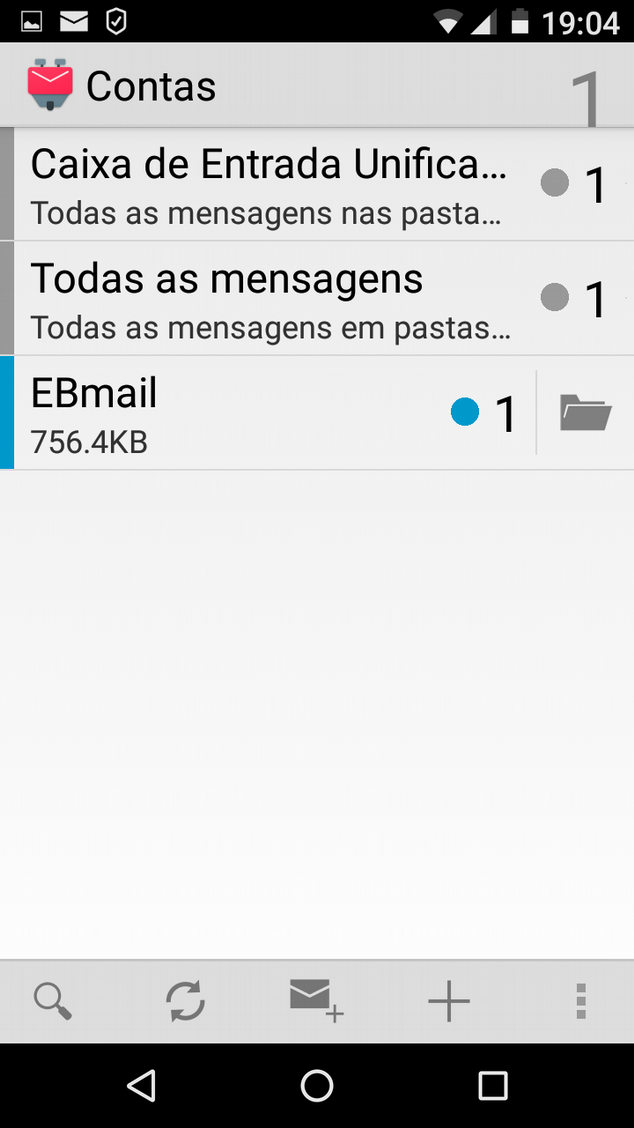 19:04
Contas
1
Caixa de Entrada Unifica...
1
Todas as mensagens nas pasta...
Todas as mensagens
1
Todas as mensagens em pastas...
EBmail
1
756.4KB